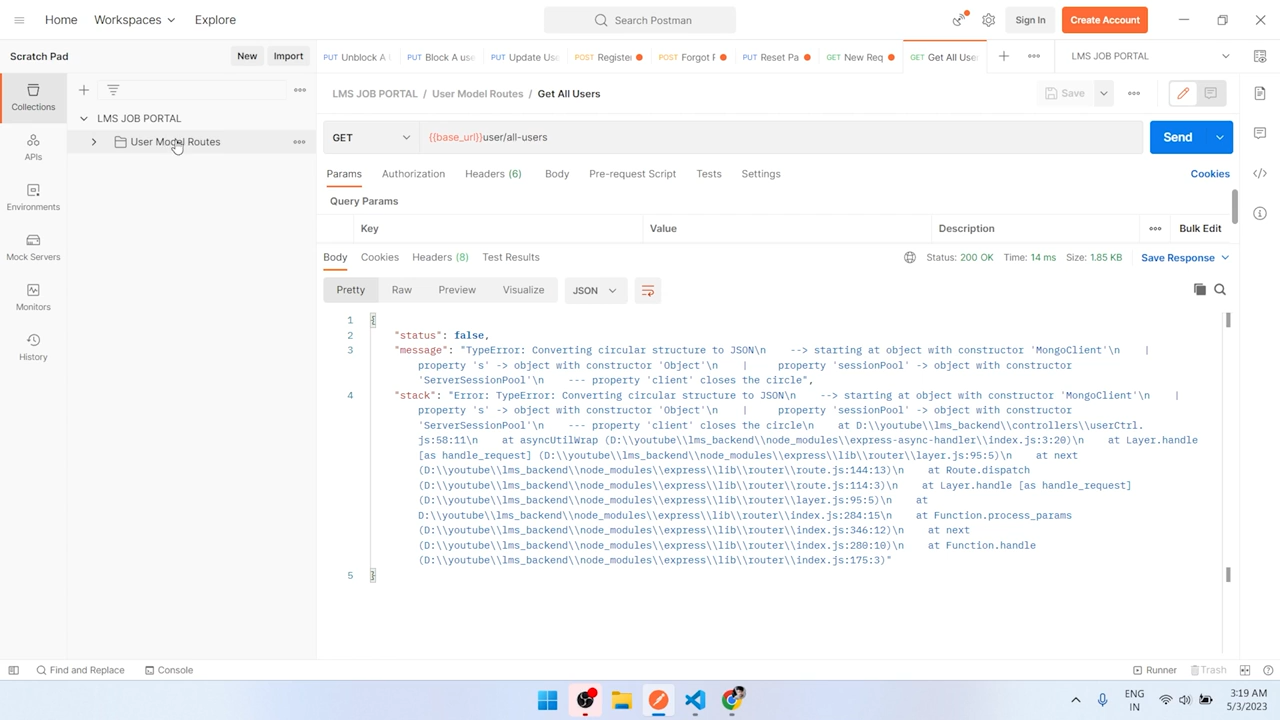 Home Workspaces Explore Search Postman Sign In Create Account
Scratch Pad New Import PUT Unblock A PUT Block A use PUT Update Use POST Registe POST Forgot F PUT Reset Pa GET New Req GET Get All Use LMS JOB PORTAL
Collections
APIs
Environments
Mock Servers
Monitors
History
LMS JOB PORTAL
User Model Routes
LMS JOB PORTAL / User Model Routes / Get All Users Save
GET {{base_url}}user/all-users Send
Params Authorization Headers (6) Body Pre-request Script Tests Settings Cookies
Query Params
Key Value Description Bulk Edit
Body Cookies Headers (8) Test Results Status: 200 OK Time: 14 ms Size: 1.85 KB Save Response
Pretty Raw Preview Visualize JSON
1 {
2 "status": false,
3 "message": "TypeError: Converting circular structure to JSON\n --> starting at object with constructor 'MongoClient'\n |
property 's' -> object with constructor 'Object'\n | property 'sessionPool' -> object with constructor
'ServerSessionPool'\n --- property 'client' closes the circle",
4 "stack": "Error: TypeError: Converting circular structure to JSON\n --> starting at object with constructor 'MongoClient'\n |
property 's' -> object with constructor 'Object'\n | property 'sessionPool' -> object with constructor
'ServerSessionPool'\n --- property 'client' closes the circle\n at D:\\youtube\\lms_backend\\controllers\\userCtrl.
js:58:11\n at asyncUtilWrap (D:\\youtube\\lms_backend\\node_modules\\express-async-handler\\index.js:3:20)\n at Layer.handle
[as handle_request] (D:\\youtube\\lms_backend\\node_modules\\express\\lib\\router\\layer.js:95:5)\n at next
(D:\\youtube\\lms_backend\\node_modules\\express\\lib\\router\\route.js:144:13)\n at Route.dispatch
(D:\\youtube\\lms_backend\\node_modules\\express\\lib\\router\\route.js:114:3)\n at Layer.handle [as handle_request]
(D:\\youtube\\lms_backend\\node_modules\\express\\lib\\router\\layer.js:95:5)\n at
D:\\youtube\\lms_backend\\node_modules\\express\\lib\\router\\index.js:284:15\n at Function.process_params
(D:\\youtube\\lms_backend\\node_modules\\express\\lib\\router\\index.js:346:12)\n at next
(D:\\youtube\\lms_backend\\node_modules\\express\\lib\\router\\index.js:280:10)\n at Function.handle
(D:\\youtube\\lms_backend\\node_modules\\express\\lib\\router\\index.js:175:3)"
5 }
Find and Replace Console Runner Trash
ENG
IN
3:19 AM
5/3/2023